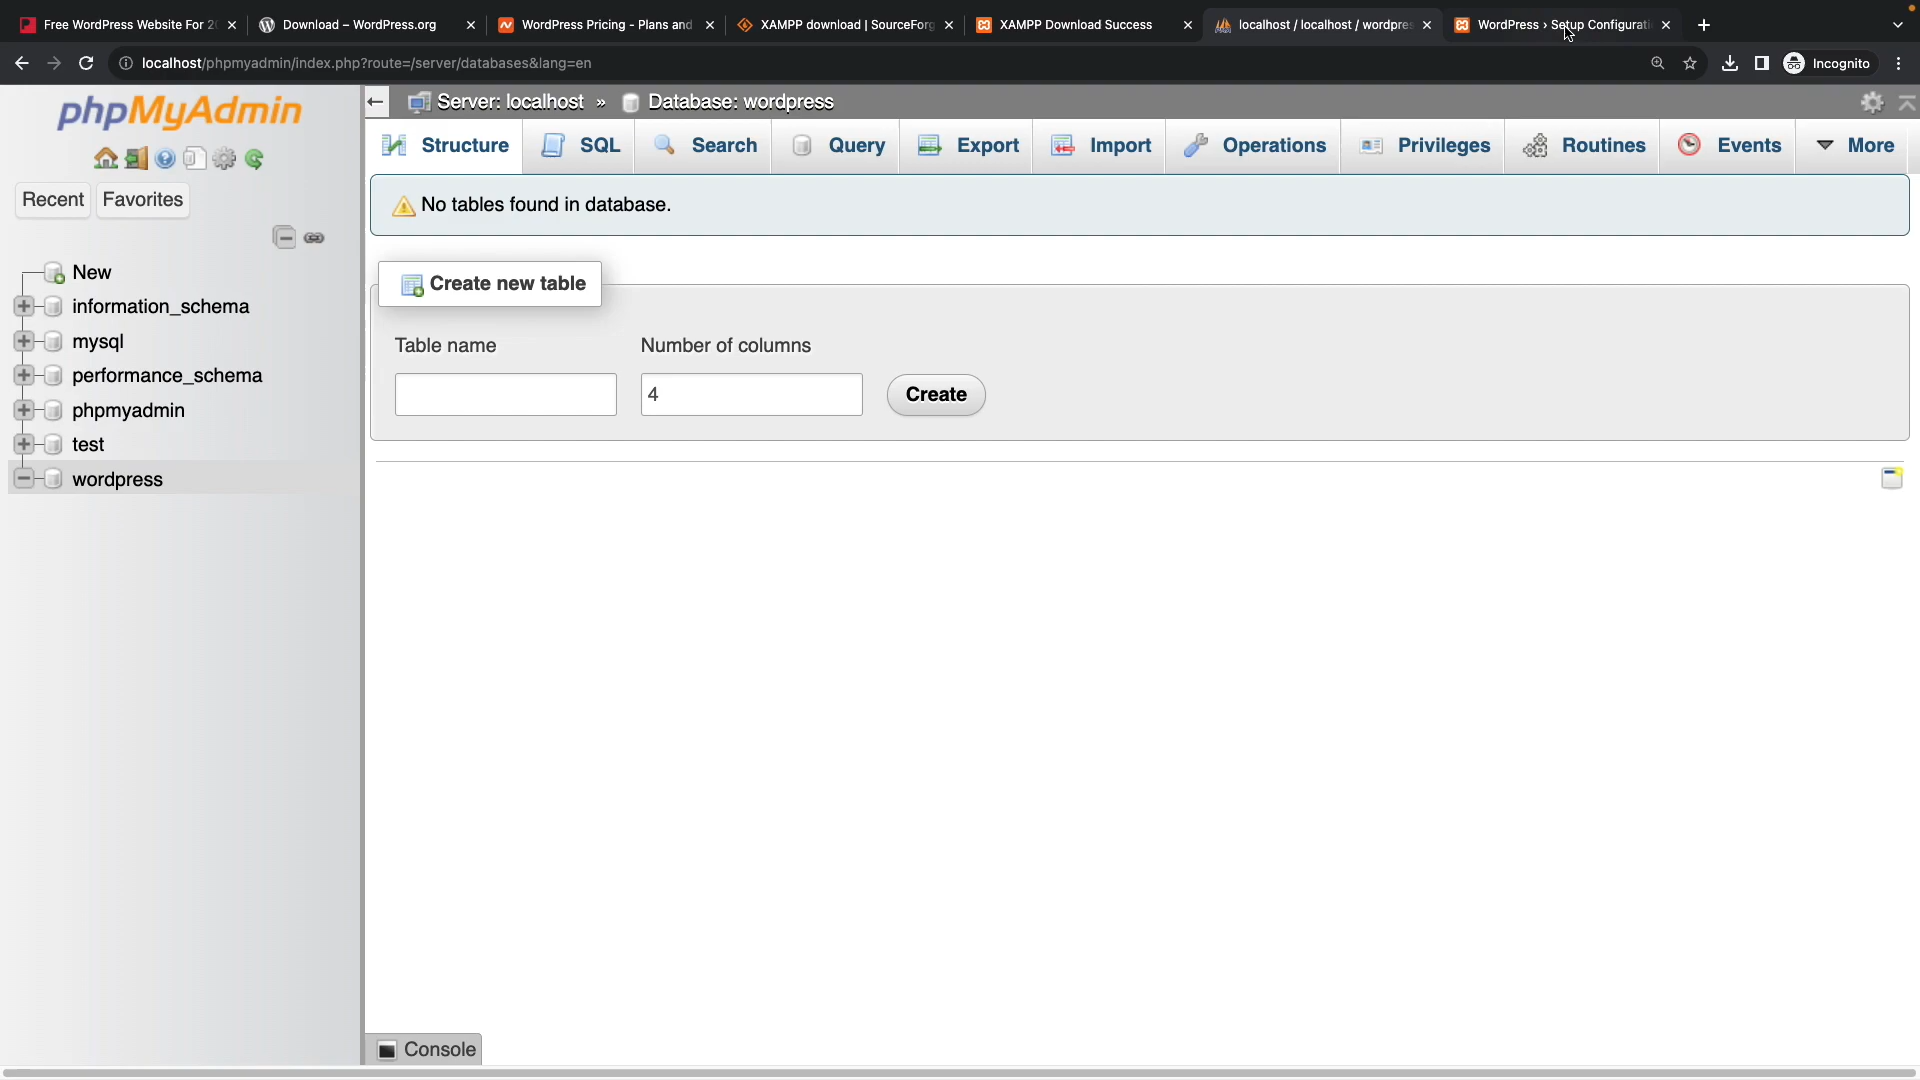 Free WordPress Website For 2
Download – WordPress.org
WordPress Pricing - Plans and
XAMPP download | SourceForg
XAMPP Download Success
localhost / localhost / wordpres
WordPress › Setup Configurati
localhost/phpmyadmin/index.php?route=/server/databases&lang=en
Incognito
phpMyAdmin
Recent
Favorites
New
information_schema
mysql
performance_schema
phpmyadmin
test
wordpress
Server: localhost » Database: wordpress
Structure
SQL
Search
Query
Export
Import
Operations
Privileges
Routines
Events
More
No tables found in database.
Create new table
Table name
Number of columns
4
Create
Console